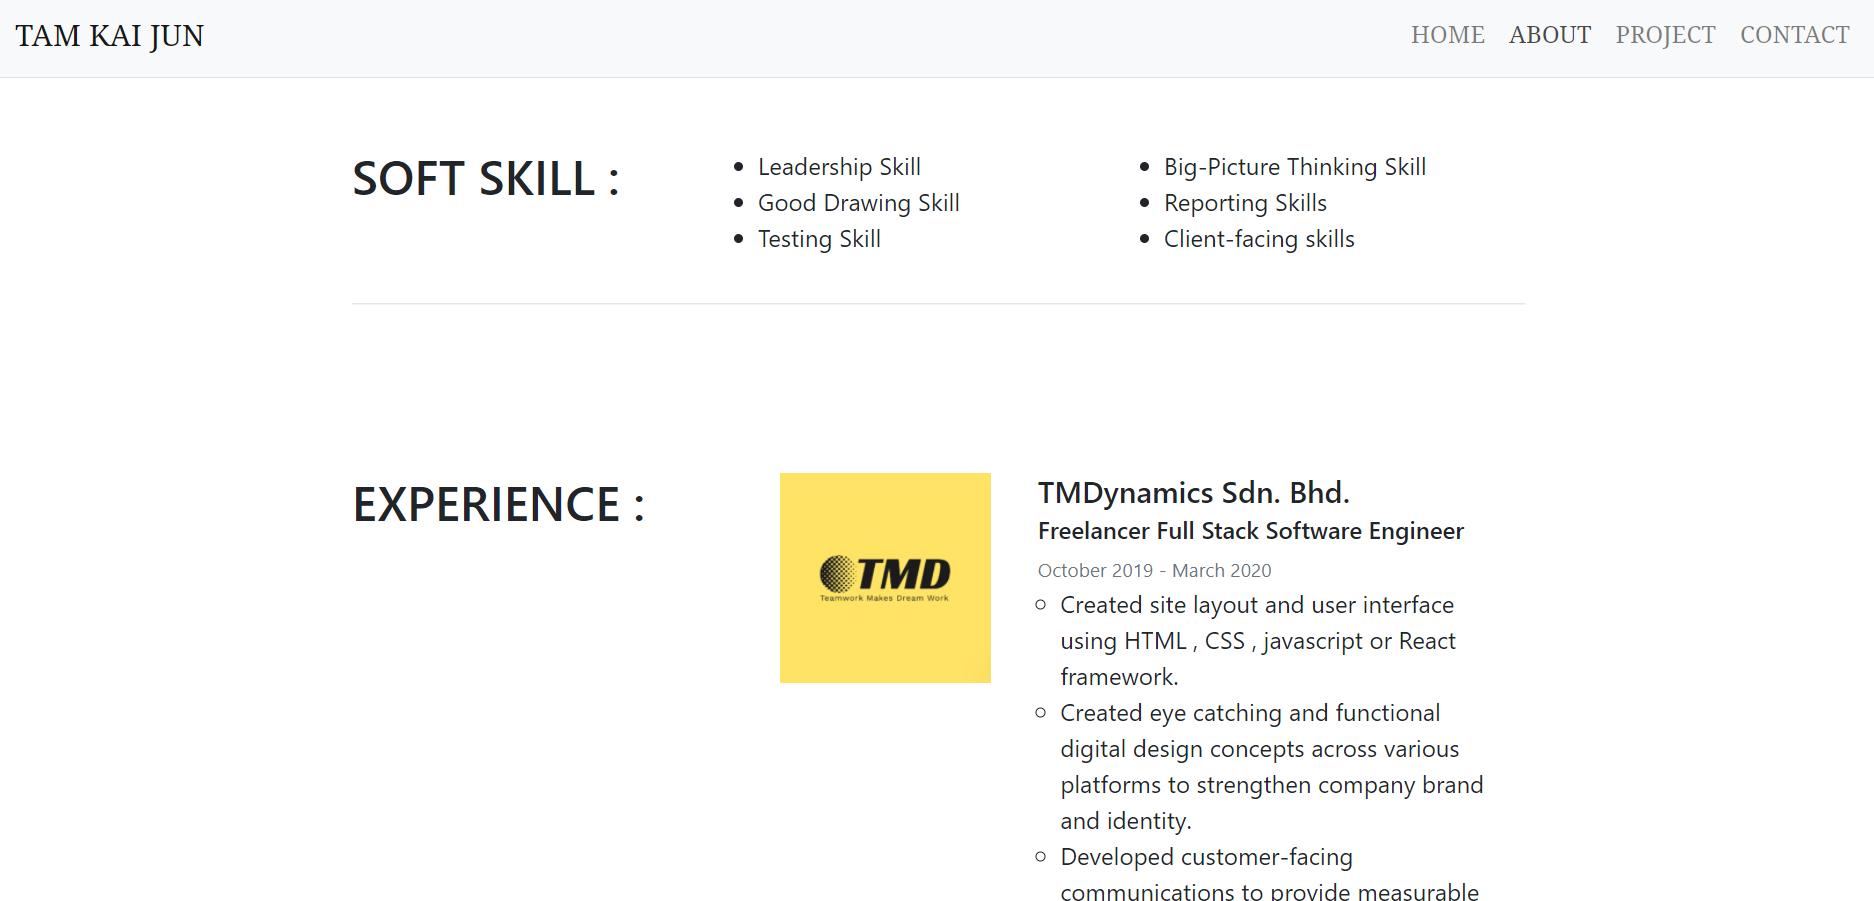 TAM KAI JUN
HOME ABOUT PROJECT CONTACT
SOFT SKILL :
Leadership Skill
Good Drawing Skill
Testing Skill
Big-Picture Thinking Skill
Reporting Skills
Client-facing skills
EXPERIENCE :
TMD
Teamwork Makes Dream Work
TMDynamics Sdn. Bhd.
Freelancer Full Stack Software Engineer
October 2019 - March 2020
Created site layout and user interface
using HTML , CSS , javascript or React
framework.
Created eye catching and functional
digital design concepts across various
platforms to strengthen company brand
and identity.
Developed customer-facing
communications to provide measurable